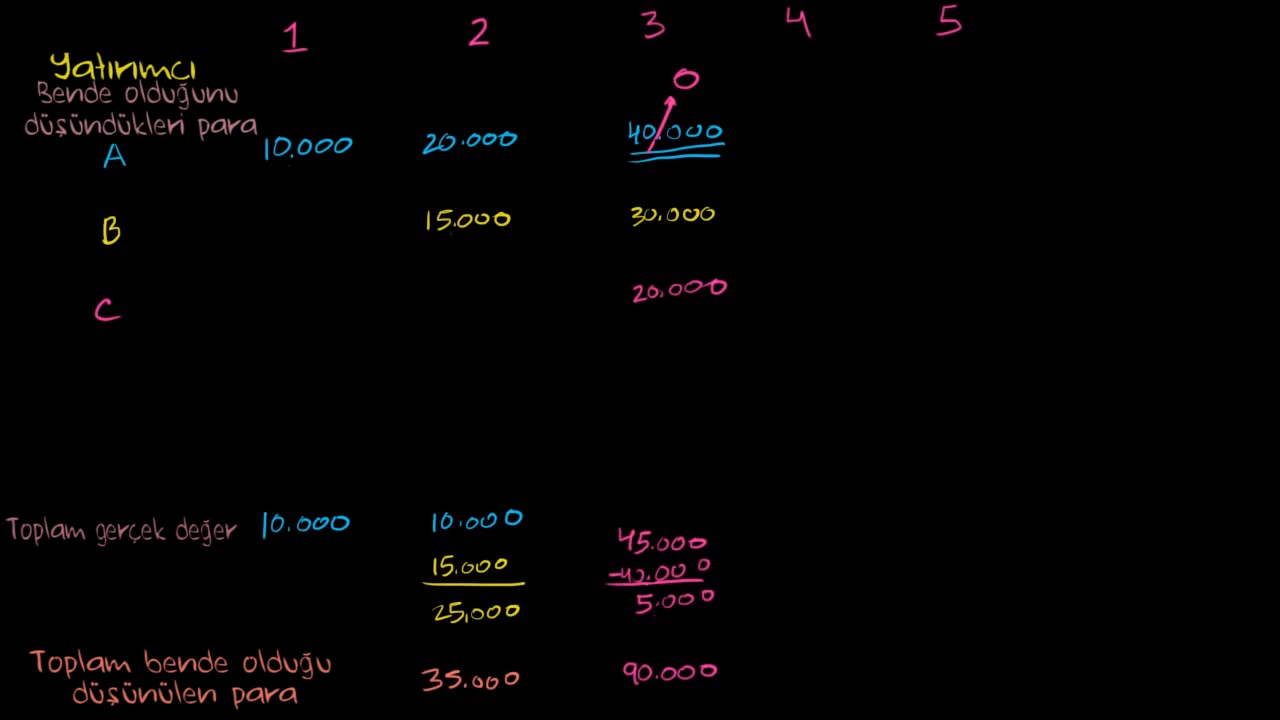 1 2 3 4 5
Yatırımcı
0
Bende olduğunu
düşündükleri para
A 10.000 20.000 40.000
B 15.000 30.000
C 20.000
Toplam gerçek değer 10.000 10.000 45.000
15.000 -40.000
25,000 5.000
Toplam bende olduğu
düşünülen para 35.000 90.000